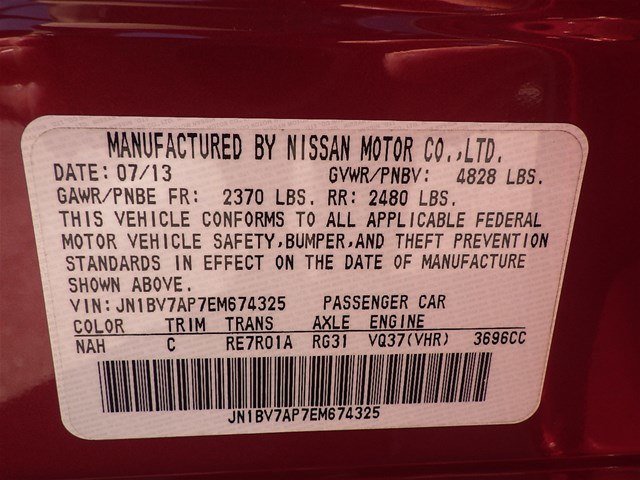 MANUFACTURED BY NISSAN MOTOR CO.,LTD.
DATE: 07/13 GVWR/PNBV: 4828 LBS.
GAWR/PNBE FR: 2370 LBS. RR: 2480 LBS.
THIS VEHICLE CONFORMS TO ALL APPLICABLE FEDERAL
MOTOR VEHICLE SAFETY,BUMPER,AND THEFT PREVENTION
STANDARDS IN EFFECT ON THE DATE OF MANUFACTURE
SHOWN ABOVE.
VIN: JN1BV7AP7EM674325 PASSENGER CAR
COLOR TRIM TRANS AXLE ENGINE
NAH C RE7R01A RG31 VQ37(VHR) 3696CC
JN1BV7AP7EM674325